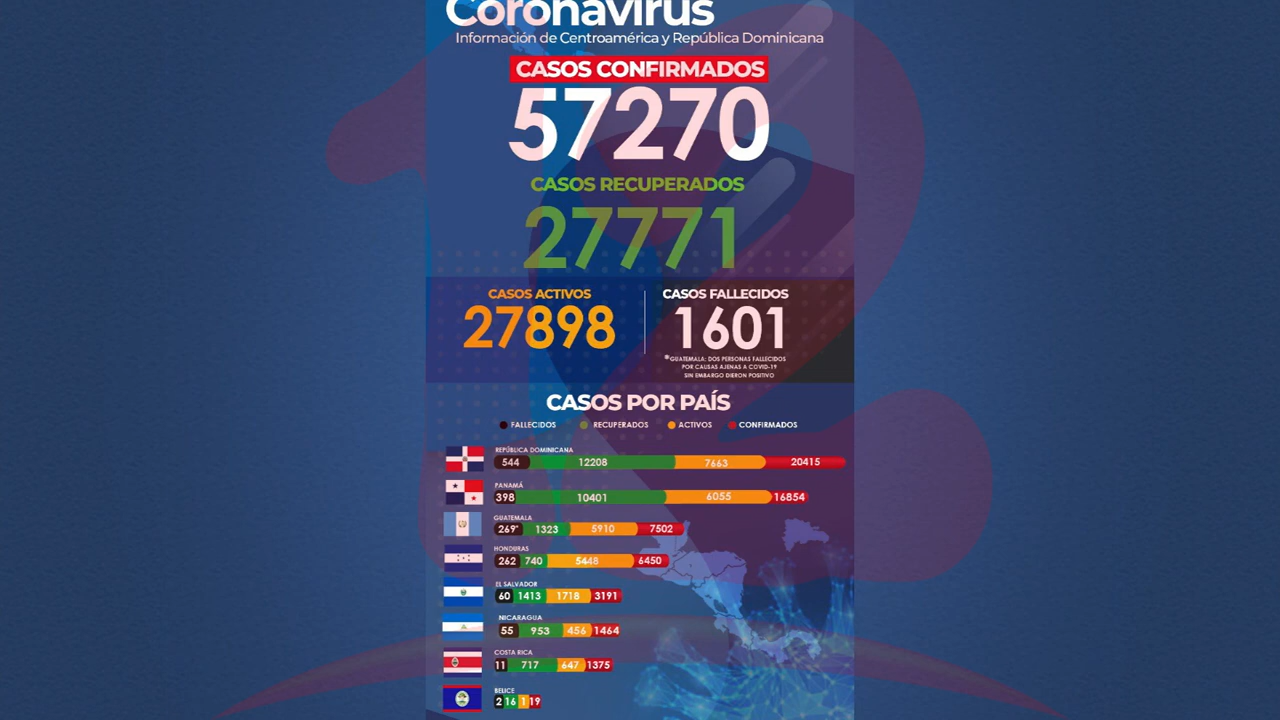 Coronavirus
Información de Centroamérica y República Dominicana
CASOS CONFIRMADOS
57270
CASOS RECUPERADOS
27771
CASOS ACTIVOS
27898
CASOS FALLECIDOS
1601
*GUATEMALA: DOS PERSONAS FALLECIDOS
POR CAUSAS AJENAS A COVID-19
SIN EMBARGO DIERON POSITIVO
CASOS POR PAÍS
FALLECIDOS RECUPERADOS ACTIVOS CONFIRMADOS
REPÚBLICA DOMINICANA
544 12208 7663 20415
PANAMÁ
398 10401 6055 16854
GUATEMALA
269* 1323 5910 7502
HONDURAS
262 740 5448 6450
EL SALVADOR
60 1413 1718 3191
NICARAGUA
55 953 456 1464
COSTA RICA
11 717 647 1375
BELICE
2 16 1 19